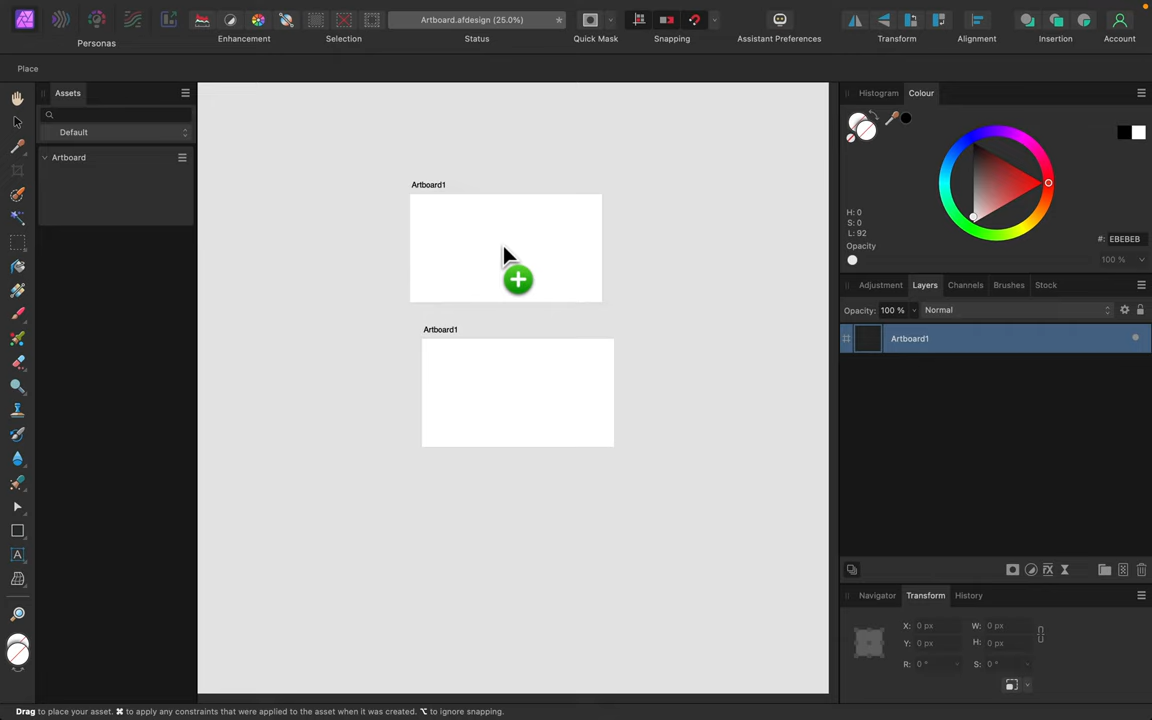 Artboard.afdesign (25.0%)
Personas
Enhancement
Selection
Status
Quick Mask
Snapping
Assistant Preferences
Transform
Alignment
Insertion
Account
Place
Assets
Default
Artboard
Artboard1
Artboard1
Histogram
Colour
H: 0
S: 0
L: 92
#: EBEBEB
Opacity
100 %
Adjustment
Layers
Channels
Brushes
Stock
Opacity: 100 %
Normal
Artboard1
Navigator
Transform
History
X: 0 px
W: 0 px
Y: 0 px
H: 0 px
R: 0 °
S: 0 °
Drag to place your asset. ⌘ to apply any constraints that were applied to the asset when it was created. ⌥ to ignore snapping.